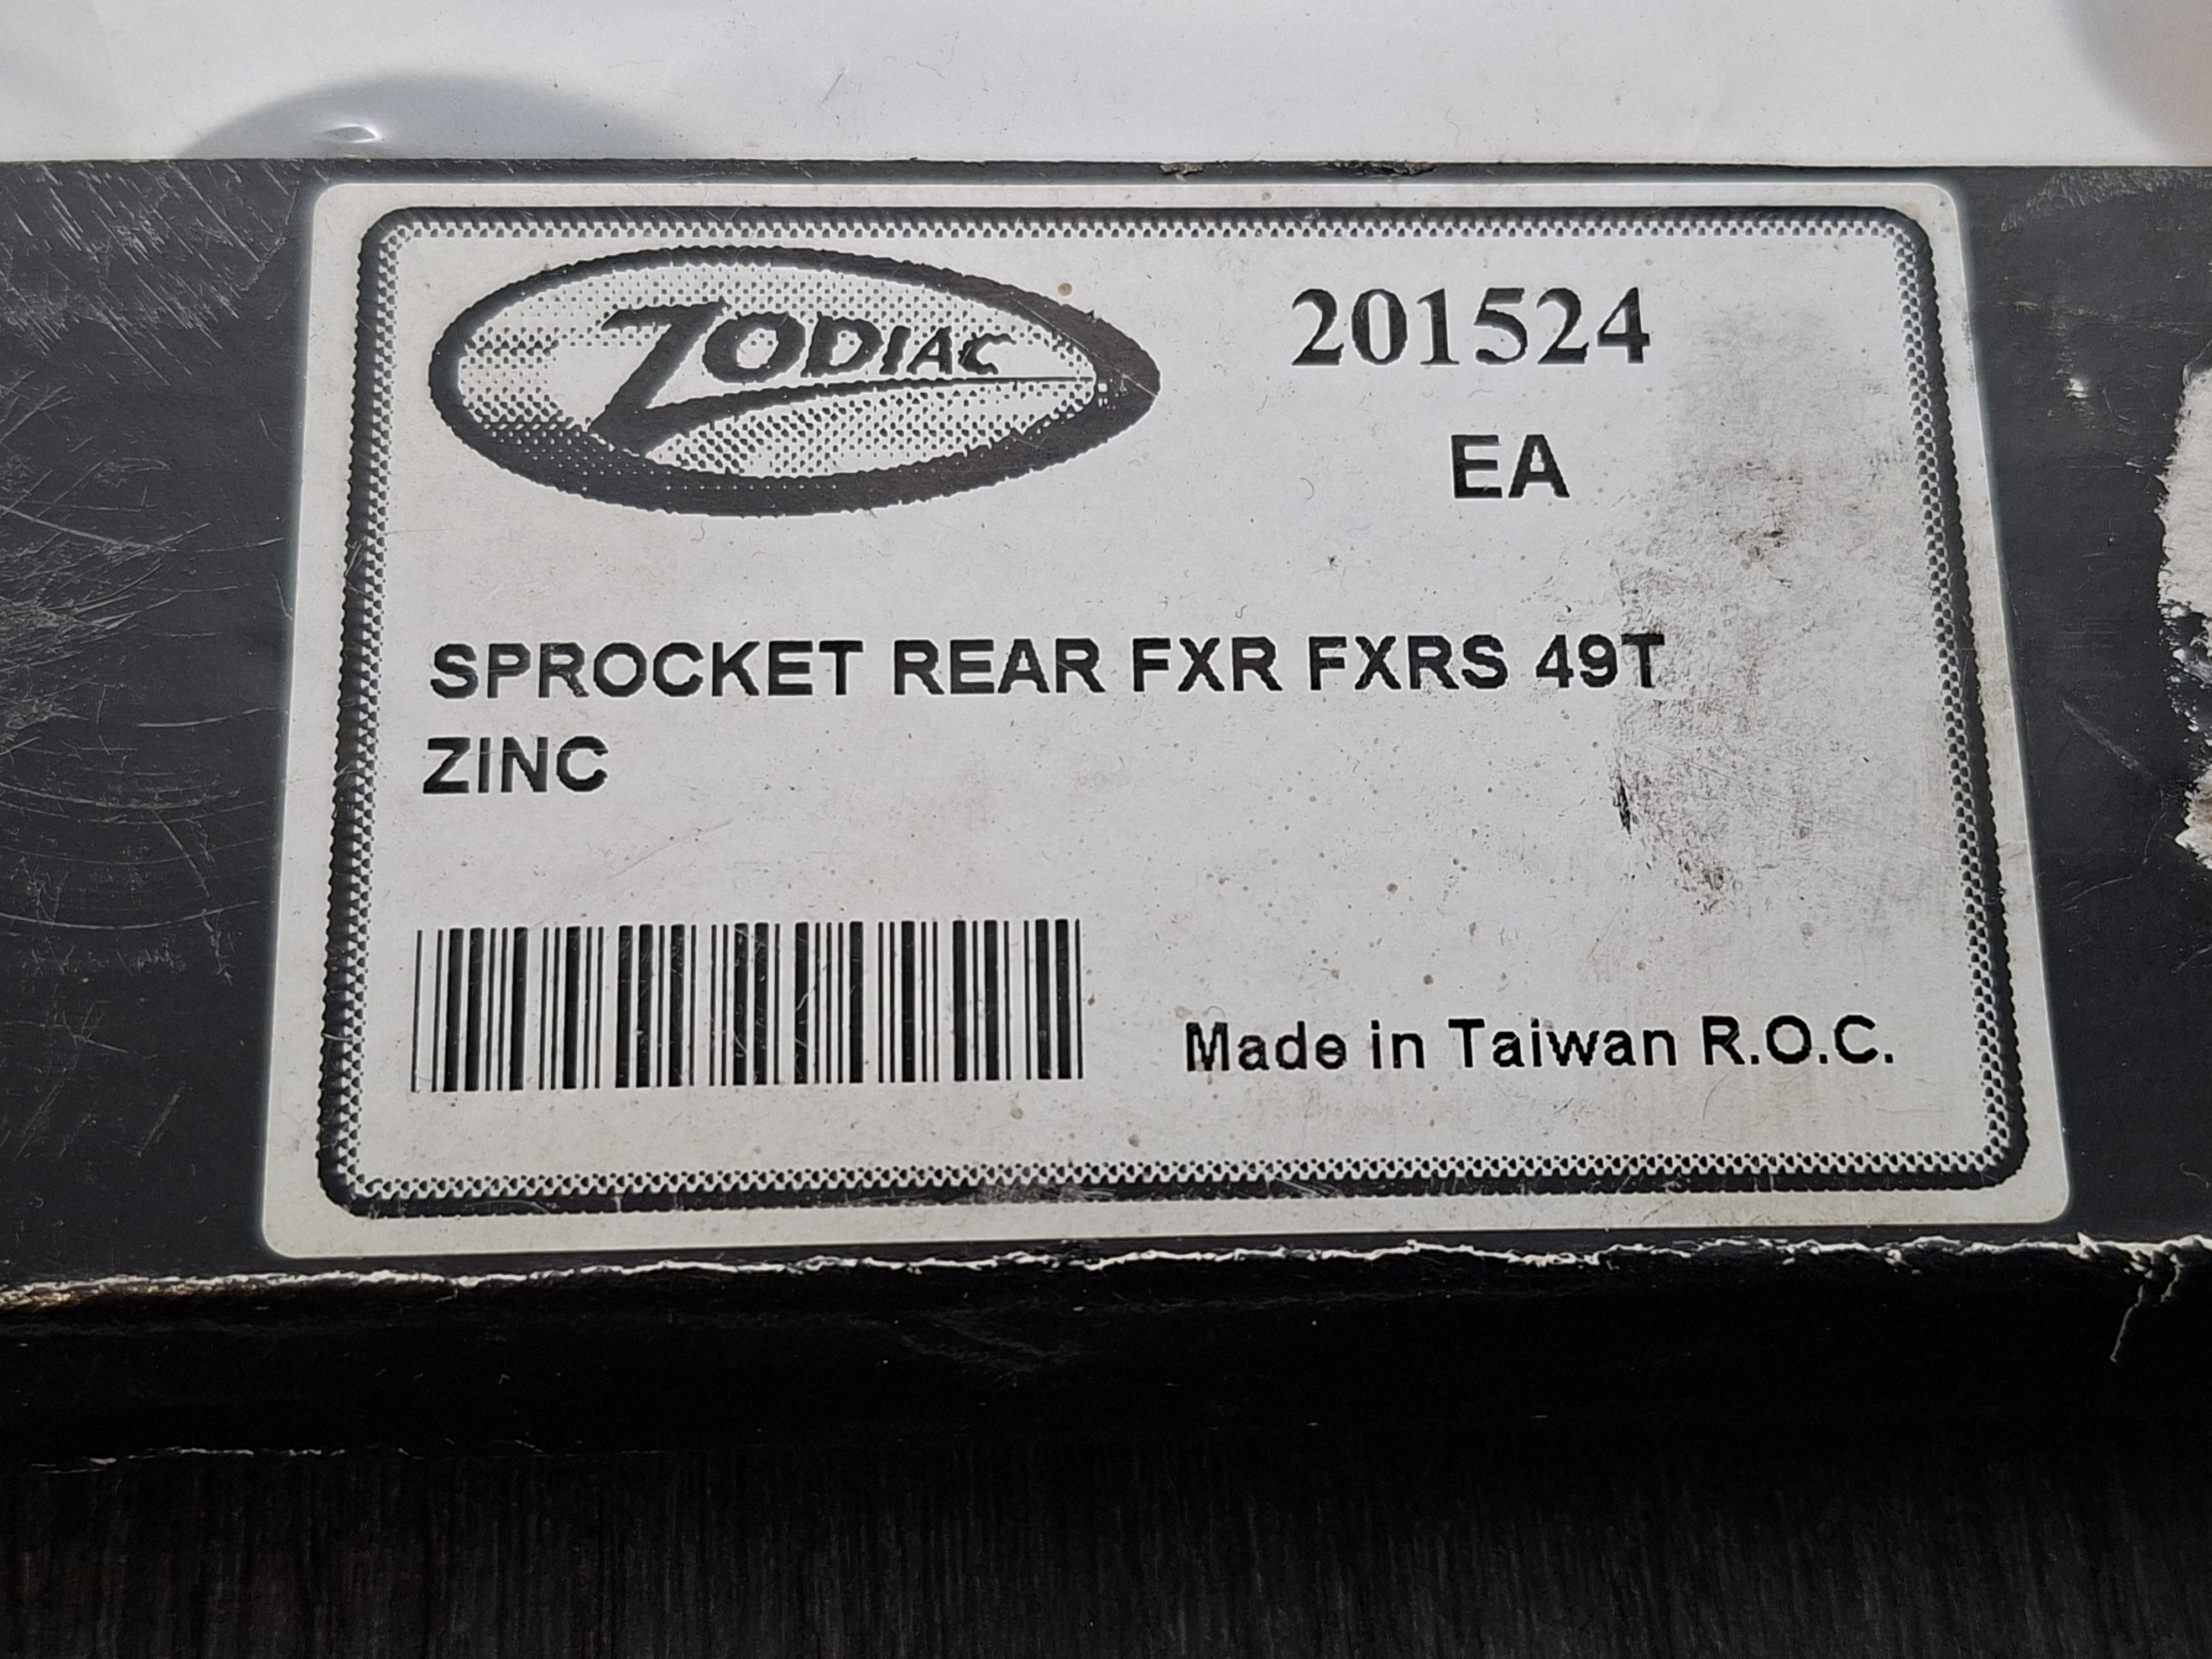 ZODIAC
201524
EA
SPROCKET REAR FXR FXRS 49T
ZINC
Made in Taiwan R.O.C.